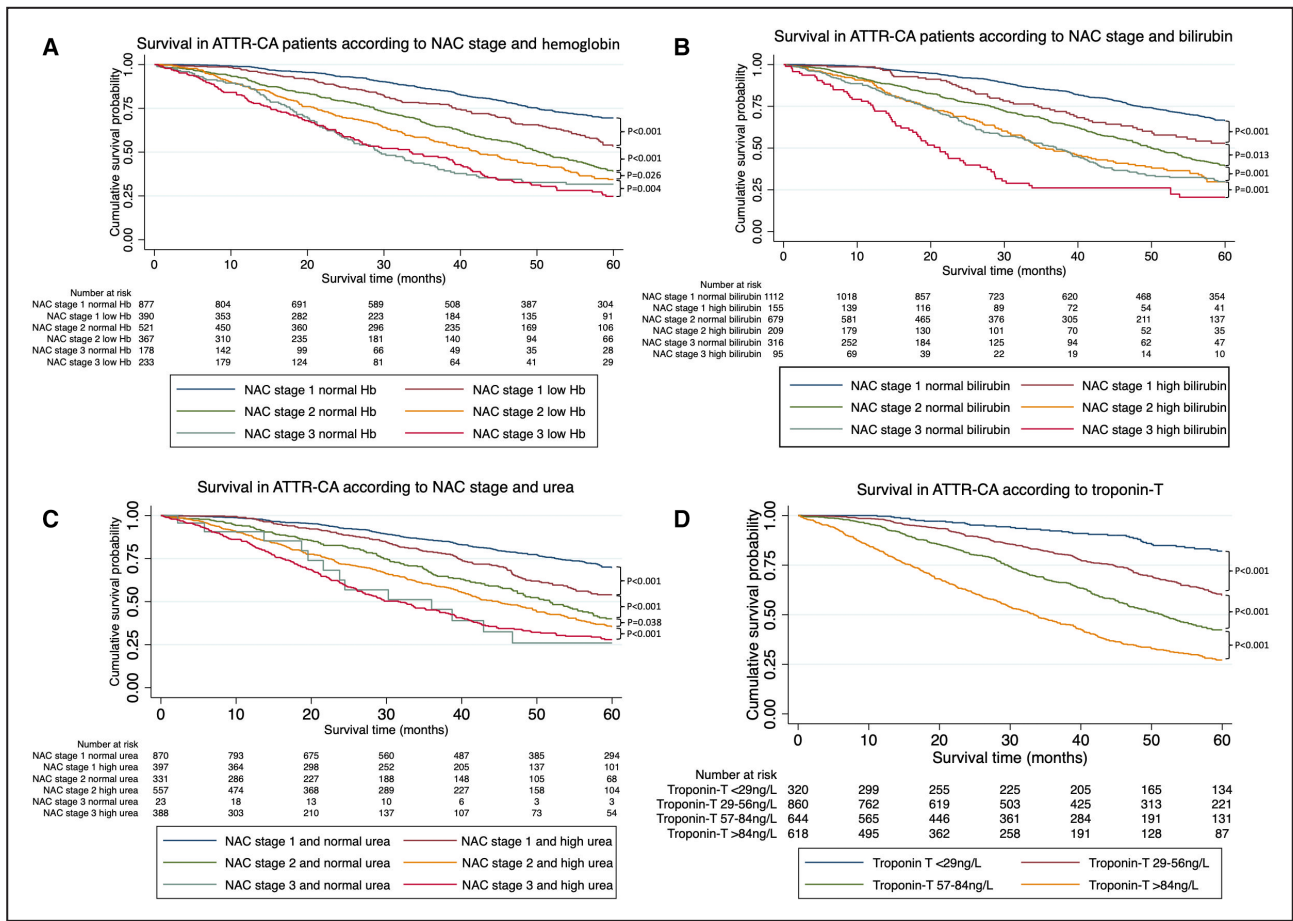 A
Survival in ATTR-CA patients according to NAC stage and hemoglobin
Cumulative survival probability
1.00
0.75
0.50
0.25
0.00
P<0.001
P<0.001
P=0.026
P=0.004
0 10 20 30 40 50 60
Survival time (months)
Number at risk
NAC stage 1 normal Hb 877 804 691 589 508 387 304
NAC stage 1 low Hb 390 353 282 223 184 135 91
NAC stage 2 normal Hb 521 450 360 296 235 169 106
NAC stage 2 low Hb 367 310 235 181 140 94 66
NAC stage 3 normal Hb 178 142 99 66 49 35 28
NAC stage 3 low Hb 233 179 124 81 64 41 29
NAC stage 1 normal Hb NAC stage 1 low Hb
NAC stage 2 normal Hb NAC stage 2 low Hb
NAC stage 3 normal Hb NAC stage 3 low Hb
B
Survival in ATTR-CA patients according to NAC stage and bilirubin
Cumulative survival probability
1.00
0.75
0.50
0.25
0.00
P<0.001
P=0.013
P=0.001
P=0.001
0 10 20 30 40 50 60
Survival time (months)
Number at risk
NAC stage 1 normal bilirubin 1112 1018 857 723 620 468 354
NAC stage 1 high bilirubin 155 139 116 89 72 54 41
NAC stage 2 normal bilirubin 679 581 465 376 305 211 137
NAC stage 2 high bilirubin 209 179 130 101 70 52 35
NAC stage 3 normal bilirubin 316 252 184 125 94 62 47
NAC stage 3 high bilirubin 95 69 39 22 19 14 10
NAC stage 1 normal bilirubin NAC stage 1 high bilirubin
NAC stage 2 normal bilirubin NAC stage 2 high bilirubin
NAC stage 3 normal bilirubin NAC stage 3 high bilirubin
C
Survival in ATTR-CA according to NAC stage and urea
Cumulative survival probability
1.00
0.75
0.50
0.25
0.00
P<0.001
P<0.001
P=0.038
P<0.001
0 10 20 30 40 50 60
Survival time (months)
Number at risk
NAC stage 1 normal urea 870 793 675 560 487 385 294
NAC stage 1 high urea 397 364 298 252 205 137 101
NAC stage 2 normal urea 331 286 227 188 148 105 68
NAC stage 2 high urea 557 474 368 289 227 158 104
NAC stage 3 normal urea 23 18 13 10 6 3 3
NAC stage 3 high urea 388 303 210 137 107 73 54
NAC stage 1 and normal urea NAC stage 1 and high urea
NAC stage 2 and normal urea NAC stage 2 and high urea
NAC stage 3 and normal urea NAC stage 3 and high urea
D
Survival in ATTR-CA according to troponin-T
Cumulative survival probability
1.00
0.75
0.50
0.25
0.00
P<0.001
P<0.001
P<0.001
0 10 20 30 40 50 60
Survival time (months)
Number at risk
Troponin-T <29ng/L 320 299 255 225 205 165 134
Troponin-T 29-56ng/L 860 762 619 503 425 313 221
Troponin-T 57-84ng/L 644 565 446 361 284 191 131
Troponin-T >84ng/L 618 495 362 258 191 128 87
Troponin T <29ng/L Troponin-T 29-56ng/L
Troponin-T 57-84ng/L Troponin-T >84ng/L